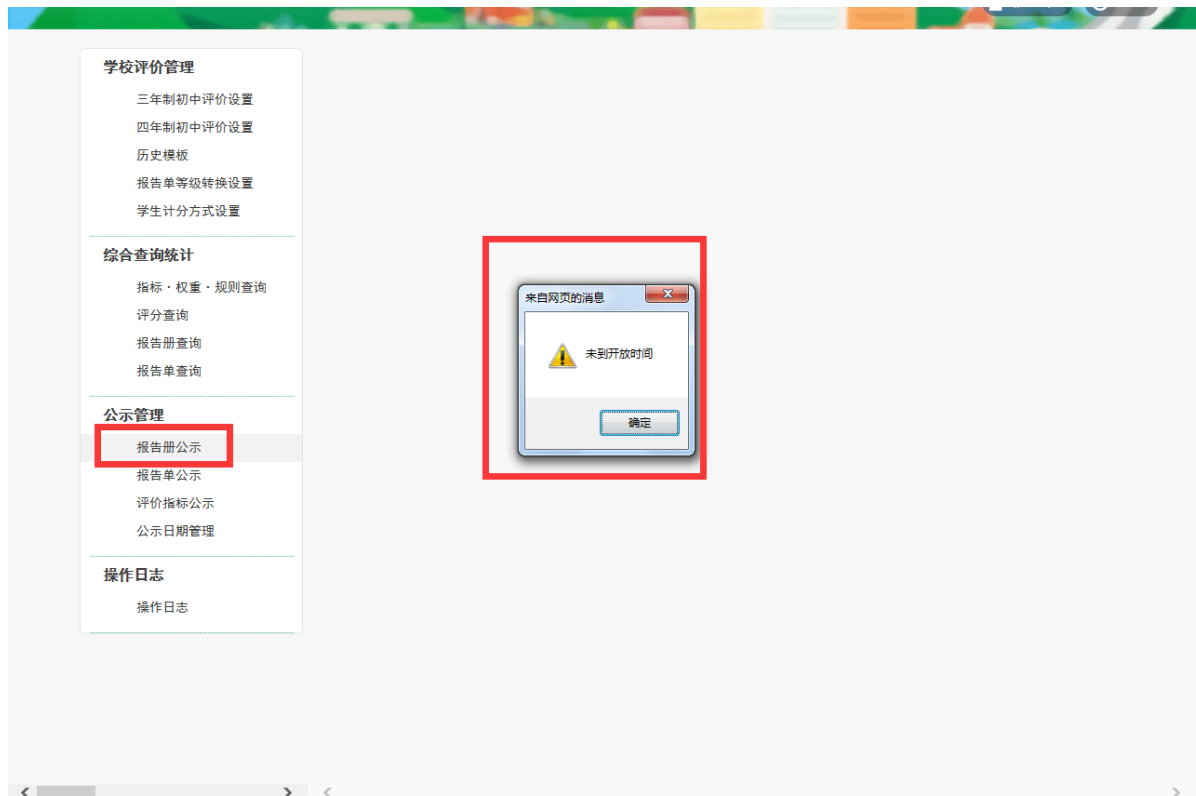 学校评价管理
三年制初中评价设置
四年制初中评价设置
历史模板
报告单等级转换设置
学生计分方式设置
综合查询统计
指标·权重·规则查询
评分查询
报告册查询
报告单查询
公示管理
报告册公示
报告单公示
评价指标公示
公示日期管理
操作日志
操作日志
来自网页的消息
未到开放时间
确定